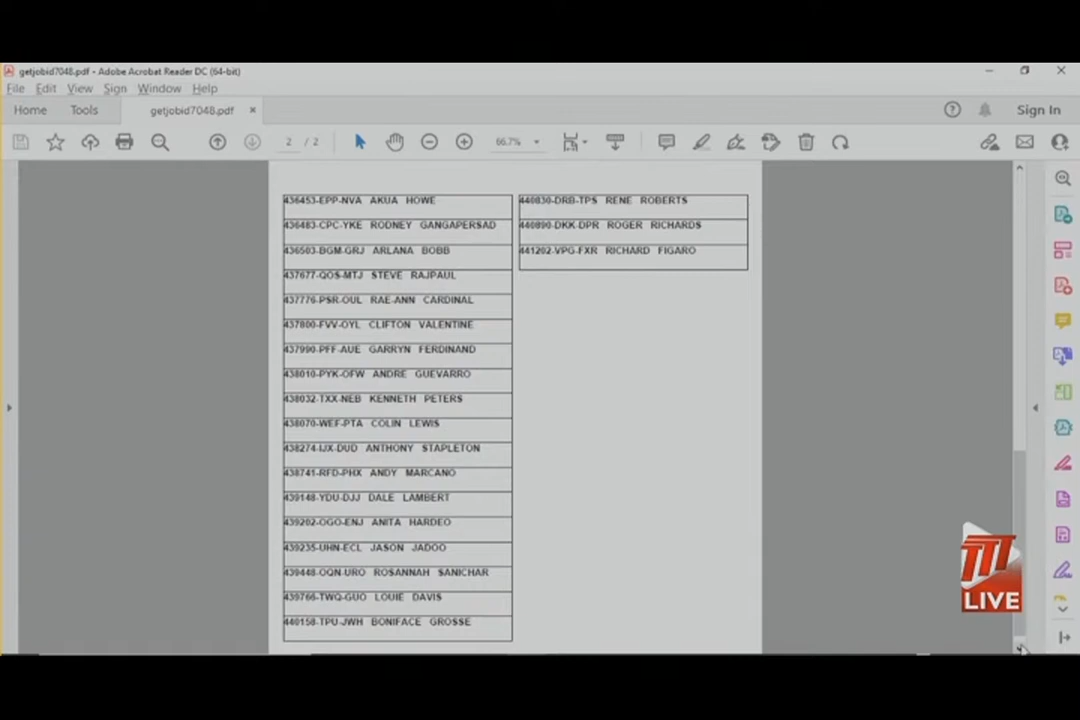 getjobid7048.pdf - Adobe Acrobat Reader DC (64-bit)
File Edit View Sign Window Help
Home Tools getjobid7048.pdf × Sign In
2 / 2 66.7%
436453-EPP-NVA AKUA HOWE
436483-CPC-YKE RODNEY GANGAPERSAD
436503-BGM-GRJ ARLANA BOBB
437677-QOS-MTJ STEVE RAJPAUL
437776-PSR-OUL RAE-ANN CARDINAL
437800-FVV-OYL CLIFTON VALENTINE
437990-PFF-AUE GARRYN FERDINAND
438010-PYK-OFW ANDRE GUEVARRO
438032-TXX-NEB KENNETH PETERS
438070-WEF-PTA COLIN LEWIS
438274-IJX-DUD ANTHONY STAPLETON
438741-RFD-PHX ANDY MARCANO
439148-YDU-DJJ DALE LAMBERT
439202-OGO-ENJ ANITA HARDEO
439235-UHN-ECL JASON JADOO
439448-OQN-URO ROSANNAH SANICHAR
439766-TWQ-GUO LOUIE DAVIS
440158-TPU-JWH BONIFACE GROSSE
440830-DRB-TPS RENE ROBERTS
440890-DKK-DPR ROGER RICHARDS
441202-VPG-FXR RICHARD FIGARO
TTT
LIVE